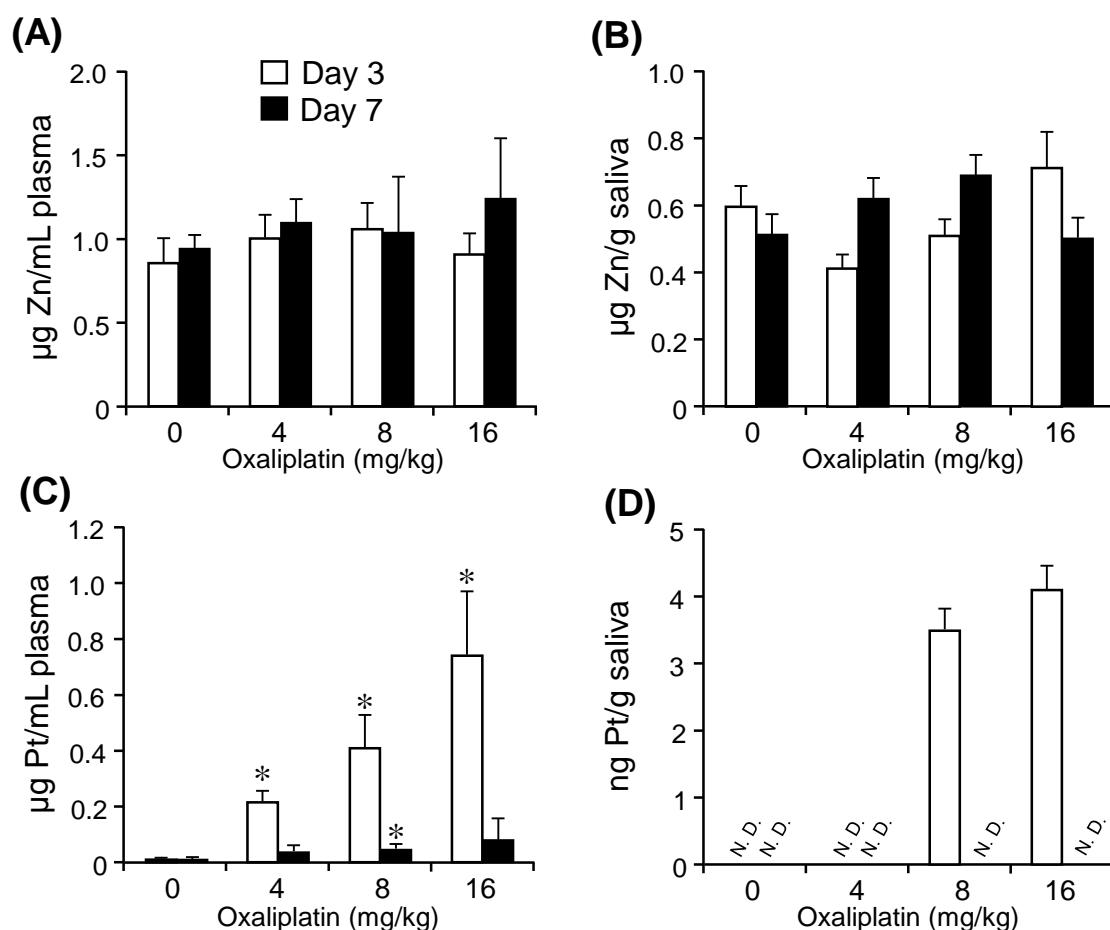 (A)
Day 3
Day 7
2.0
1.5
1.0
0.5
0
µg Zn/mL plasma
0 4 8 16
Oxaliplatin (mg/kg)
(B)
1.0
0.8
0.6
0.4
0.2
0
µg Zn/g saliva
0 4 8 16
Oxaliplatin (mg/kg)
(C)
1.2
1.0
0.8
0.6
0.4
0.2
0
µg Pt/mL plasma
* * * *
0 4 8 16
Oxaliplatin (mg/kg)
(D)
5
4
3
2
1
0
ng Pt/g saliva
N. D. N. D. N. D. N. D. N. D. N. D.
0 4 8 16
Oxaliplatin (mg/kg)